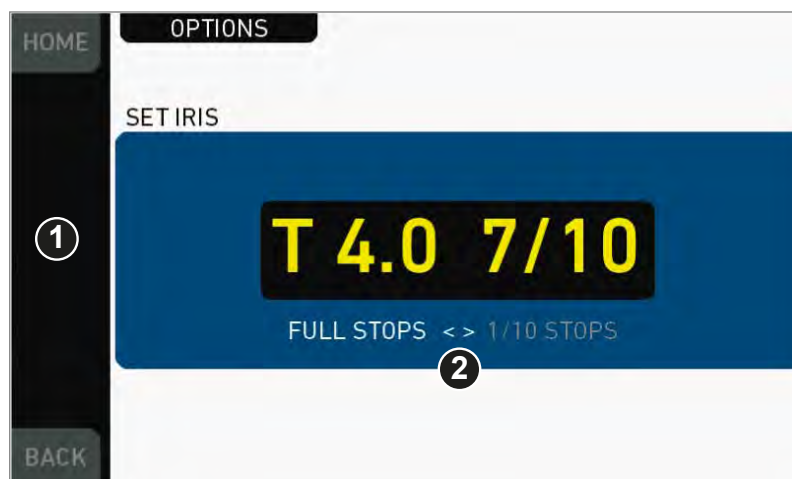 HOME
OPTIONS
SET IRIS
1
T 4.0 7/10
FULL STOPS < > 1/10 STOPS
2
BACK